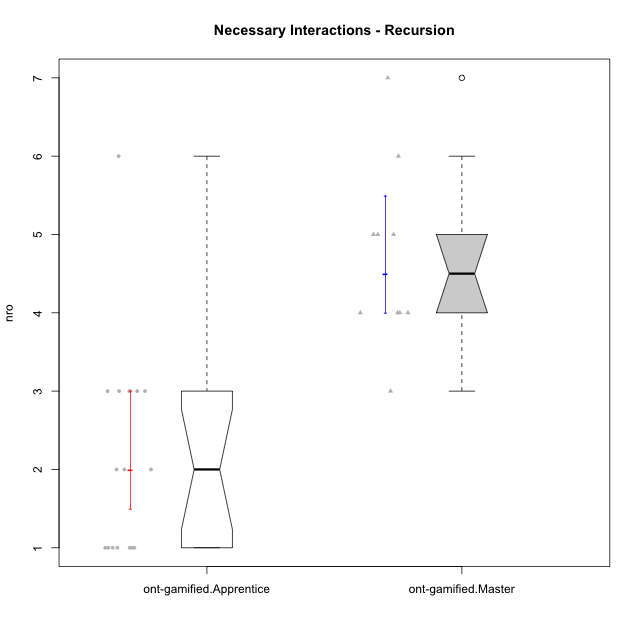 Necessary Interactions - Recursion
7
6
5
4
3
2
1
nro
ont-gamified.Apprentice
ont-gamified.Master